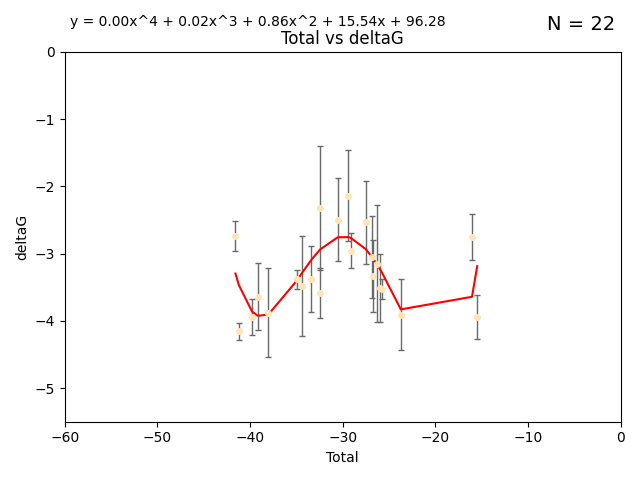 y = 0.00x^4 + 0.02x^3 + 0.86x^2 + 15.54x + 96.28
N = 22
Total vs deltaG
0
−1
−2
−3
−4
−5
deltaG
−60 −50 −40 −30 −20 −10 0
Total